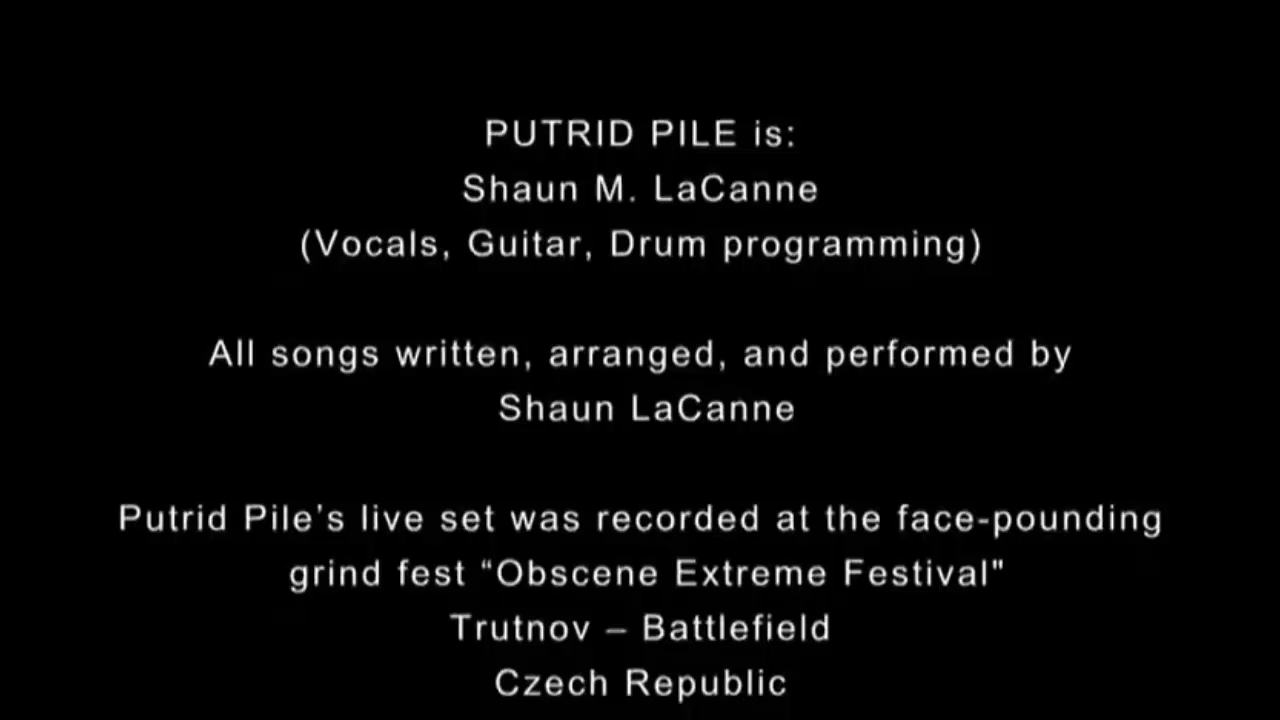 PUTRID PILE is:
Shaun M. LaCanne
(Vocals, Guitar, Drum programming)
All songs written, arranged, and performed by
Shaun LaCanne
Putrid Pile’s live set was recorded at the face-pounding
grind fest “Obscene Extreme Festival"
Trutnov – Battlefield
Czech Republic